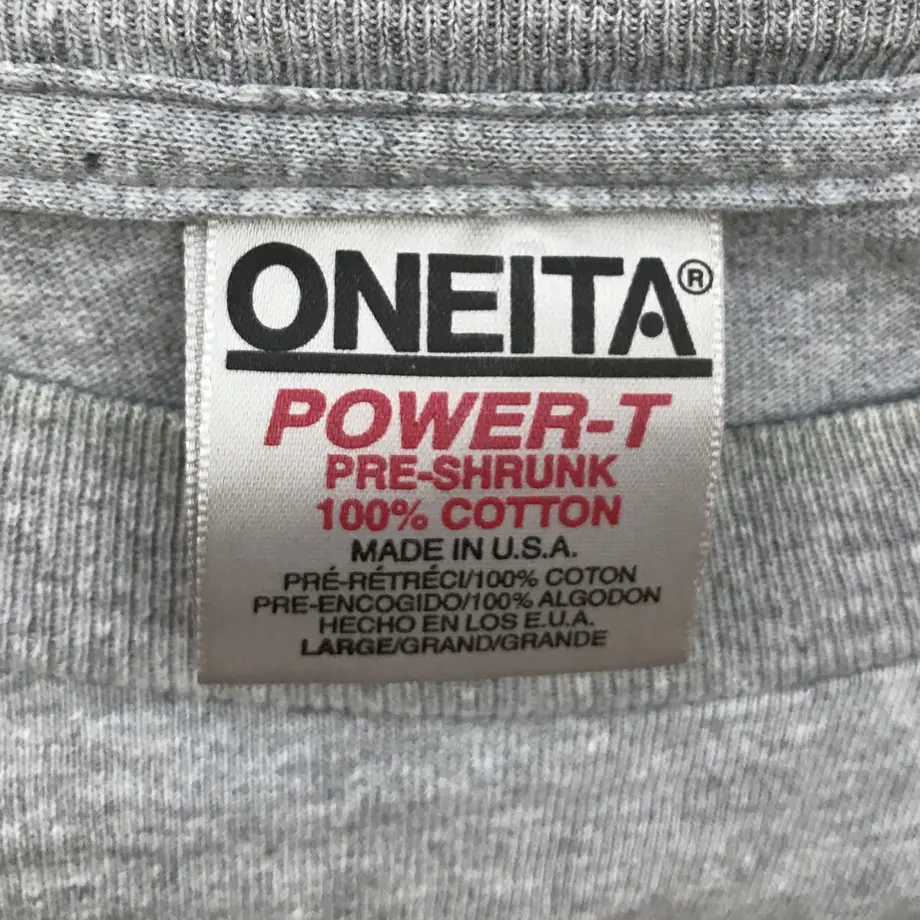 ONEITA®
POWER-T
PRE-SHRUNK
100% COTTON
MADE IN U.S.A.
PRÉ-RÉTRÉCI/100% COTON
PRE-ENCOGIDO/100% ALGODON
HECHO EN LOS E.U.A.
LARGE/GRAND/GRANDE